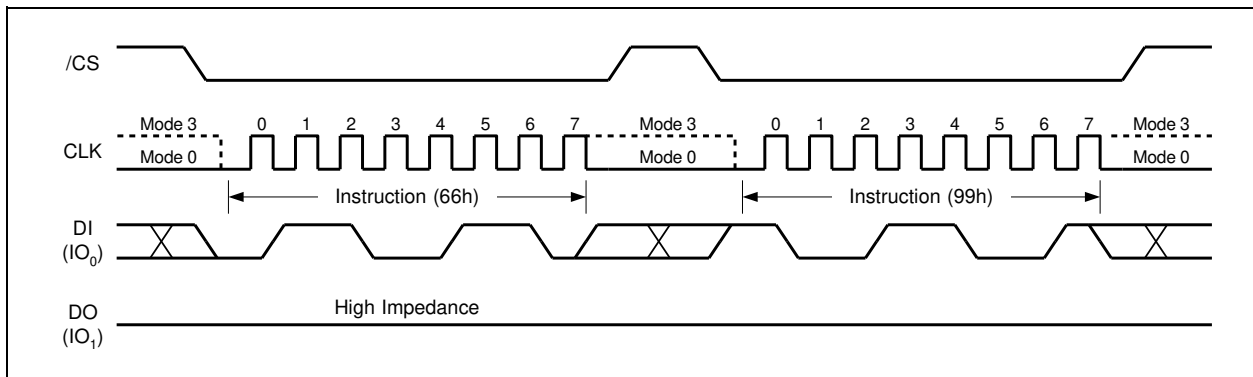 /CS
Mode 3 0 1 2 3 4 5 6 7 Mode 3 0 1 2 3 4 5 6 7 Mode 3
CLK
Mode 0 Mode 0 Mode 0
Instruction (66h) Instruction (99h)
DI
(IO₀)
High Impedance
DO
(IO₁)